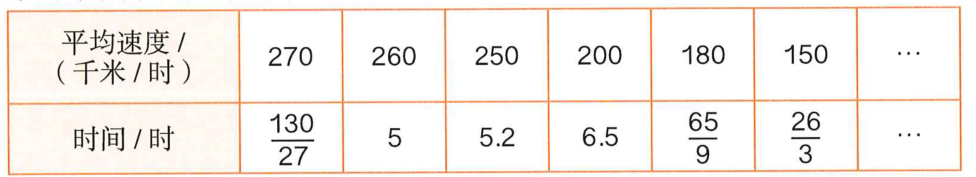 平均速度 /
（千米 / 时） 270 260 250 200 180 150 …
时间 / 时 130/27 5 5.2 6.5 65/9 26/3 …